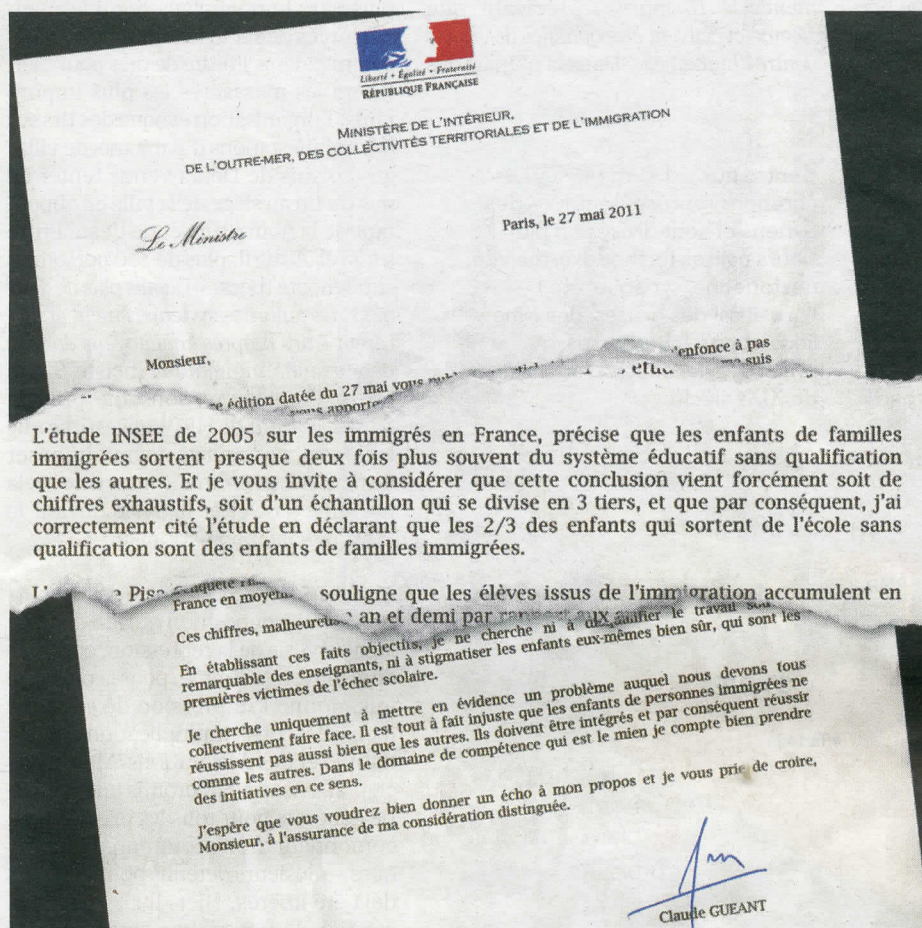 Liberté • Égalité • Fraternité
RÉPUBLIQUE FRANÇAISE
MINISTÈRE DE L'INTÉRIEUR,
DE L'OUTRE-MER, DES COLLECTIVITÉS TERRITORIALES ET DE L'IMMIGRATION
Le Ministre
Paris, le 27 mai 2011
Monsieur,
enfonce à pas
édition datée du 27 mai vous
suis
vous
L'étude INSEE de 2005 sur les immigrés en France, précise que les enfants de familles
immigrées sortent presque deux fois plus souvent du système éducatif sans qualification
que les autres. Et je vous invite à considérer que cette conclusion vient forcément soit de
chiffres exhaustifs, soit d'un échantillon qui se divise en 3 tiers, et que par conséquent, j'ai
correctement cité l'étude en déclarant que les 2/3 des enfants qui sortent de l'école sans
qualification sont des enfants de familles immigrées.
souligne que les élèves issus de l'immigration accumulent en
France en
an et demi par rapport aux
Ces chiffres,
le travail
En établissant ces faits objectifs, je ne cherche ni à
remarquable des enseignants, ni à stigmatiser les enfants eux-mêmes bien sûr, qui sont les
premières victimes de l'échec scolaire.
Je cherche uniquement à mettre en évidence un problème auquel nous devons tous
collectivement faire face. Il est tout à fait injuste que les enfants de personnes immigrées ne
réussissent pas aussi bien que les autres. Ils doivent être intégrés et par conséquent réussir
comme les autres. Dans le domaine de compétence qui est le mien je compte bien prendre
des initiatives en ce sens.
J'espère que vous voudrez bien donner un écho à mon propos et je vous prie de croire,
Monsieur, à l'assurance de ma considération distinguée.
Claude GUEANT